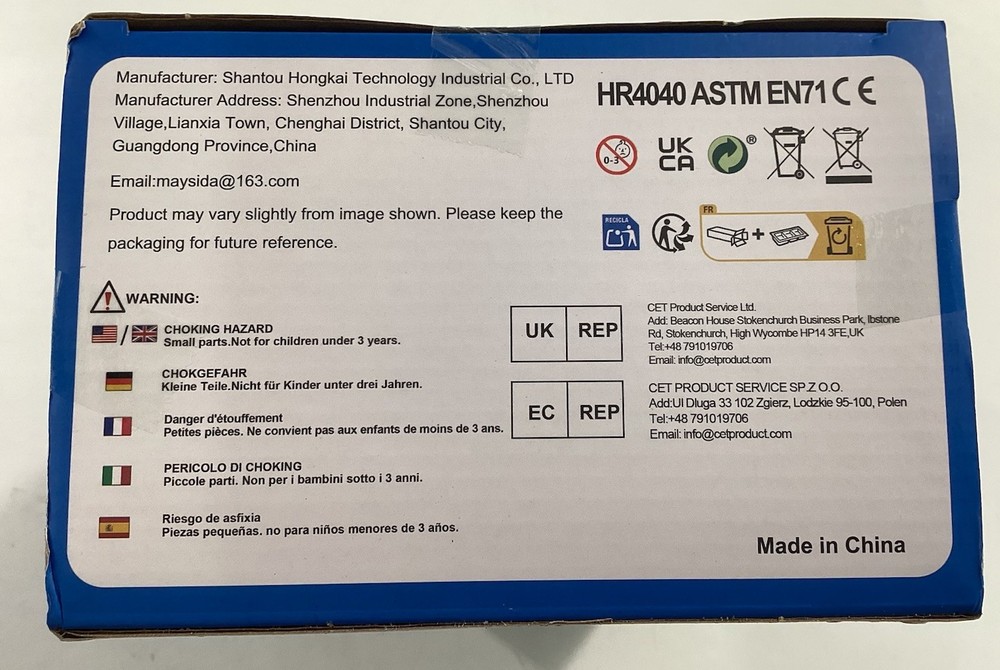 Manufacturer: Shantou Hongkai Technology Industrial Co., LTD
Manufacturer Address: Shenzhou Industrial Zone,Shenzhou
Village,Lianxia Town, Chenghai District, Shantou City,
Guangdong Province,China
Email:maysida@163.com
Product may vary slightly from image shown. Please keep the
packaging for future reference.
HR4040 ASTM EN71 CE
0-3
UK
CA
®
RECICLA
FR
+
WARNING:
/
CHOKING HAZARD
Small parts.Not for children under 3 years.
CHOKGEFAHR
Kleine Teile.Nicht für Kinder unter drei Jahren.
Danger d'étouffement
Petites pièces. Ne convient pas aux enfants de moins de 3 ans.
PERICOLO DI CHOKING
Piccole parti. Non per i bambini sotto i 3 anni.
Riesgo de asfixia
Piezas pequeñas. no para niños menores de 3 años.
UK REP
CET Product Service Ltd.
Add: Beacon House Stokenchurch Business Park, Ibstone
Rd, Stokenchurch, High Wycombe HP14 3FE,UK
Tel:+48 791019706
Email: info@cetproduct.com
EC REP
CET PRODUCT SERVICE SP.Z O.O.
Add:Ul Dluga 33 102 Zgierz, Lodzkie 95-100, Polen
Tel:+48 791019706
Email: info@cetproduct.com
Made in China